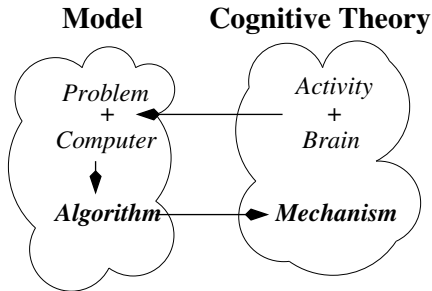 Model
Cognitive Theory
Problem
+
Computer
Algorithm
Activity
+
Brain
Mechanism